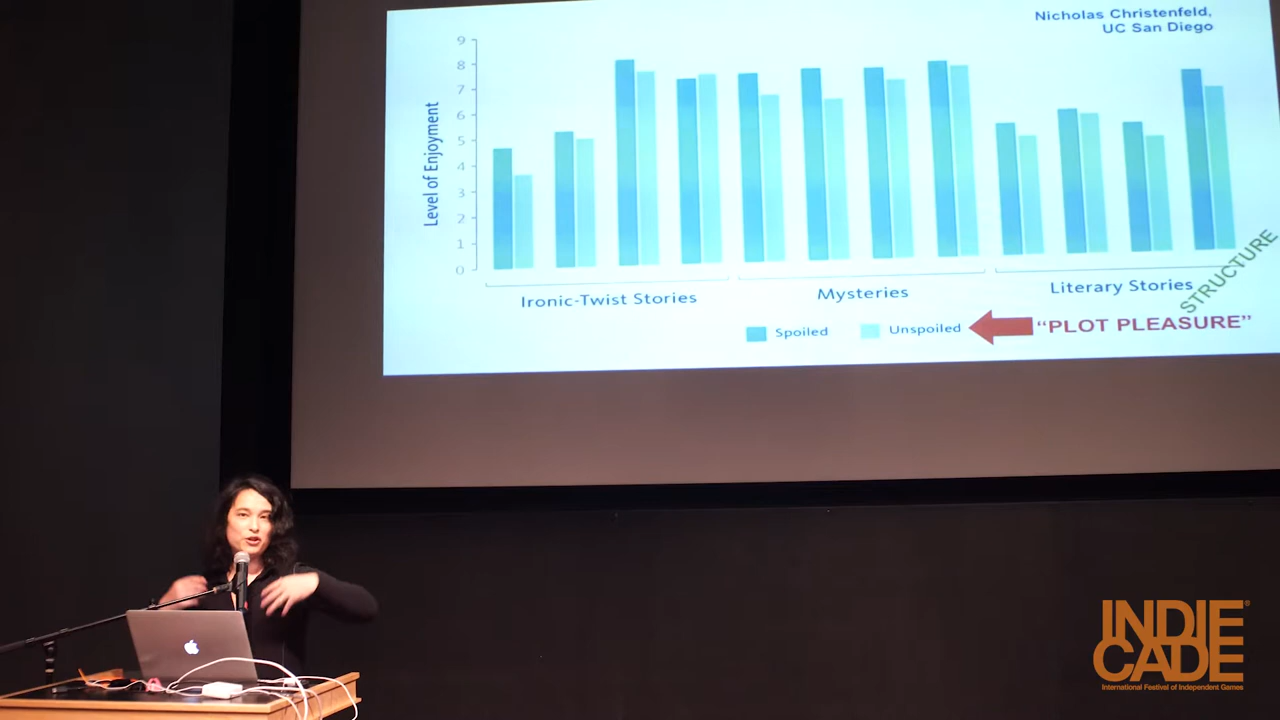 Nicholas Christenfeld,
UC San Diego
9
8
7
6
5
4
3
2
1
0
Level of Enjoyment
Ironic-Twist Stories
Mysteries
Literary Stories
STRUCTURE
Spoiled
Unspoiled
"PLOT PLEASURE"
INDIE
CADE
International Festival of Independent Games